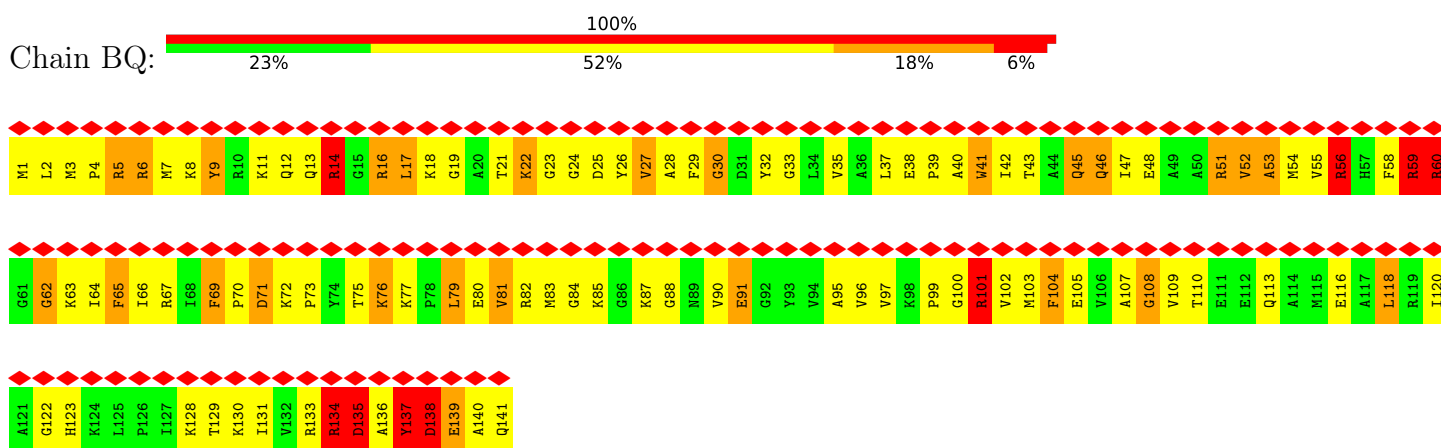 100%
Chain BQ:
23% 52% 18% 6%
M1 L2 M3 P4 R5 R6 M7 K8 Y9 R10 K11 Q12 Q13 R14 G15 R16 L17 K18 G19 A20 T21 K22 G23 G24 D25 Y26 V27 A28 F29 G30 D31 Y32 G33 L34 V35 A36 L37 E38 P39 A40 W41 I42 T43 A44 Q45 Q46 I47 E48 A49 A50 R51 V52 A53 M54 V55 R56 H57 F58 R59 R60
G61 G62 K63 I64 F65 I66 R67 I68 F69 P70 D71 K72 P73 Y74 T75 K76 K77 P78 L79 E80 V81 R82 M83 G84 K85 G86 K87 G88 N89 V90 E91 G92 Y93 V94 A95 V96 V97 K98 P99 G100 R101 V102 M103 F104 E105 V106 A107 G108 V109 T110 E111 E112 Q113 A114 M115 E116 A117 L118 R119 I120
A121 G122 H123 K124 L125 P126 I127 K128 T129 K130 I131 V132 R133 R134 D135 A136 Y137 D138 E139 A140 Q141